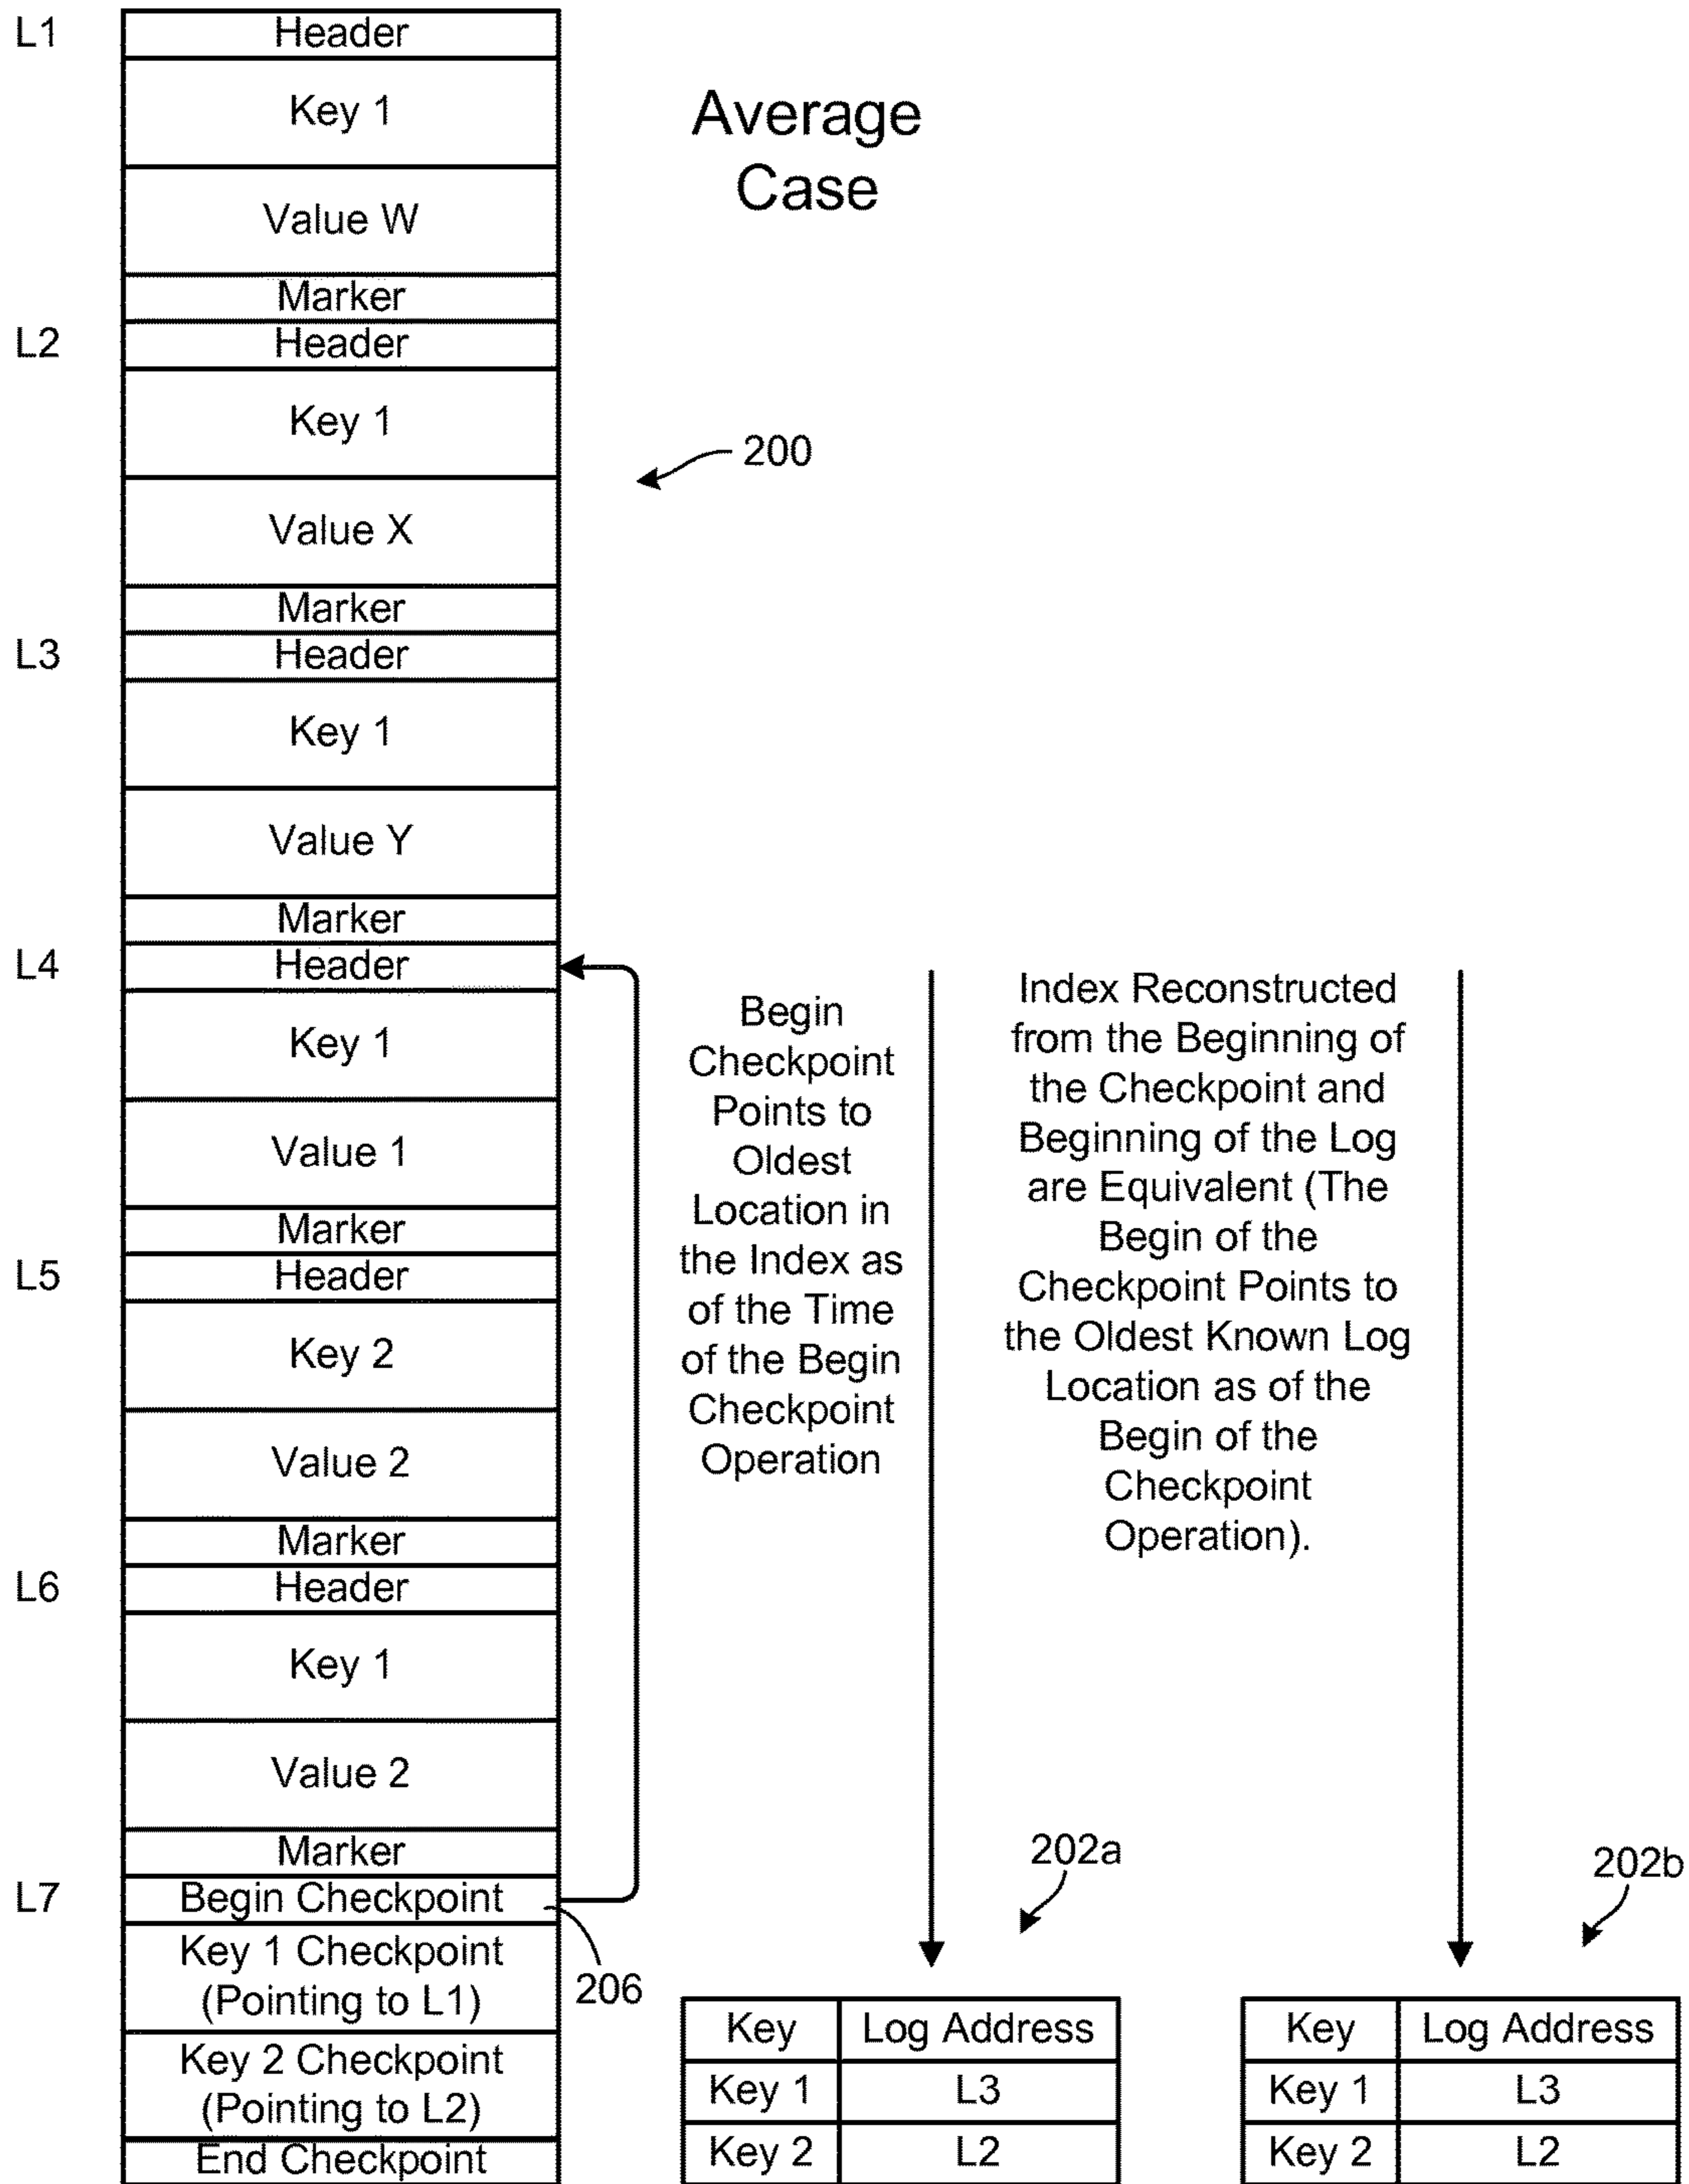 L1
Header
Key 1
Value W
Marker
L2
Header
Key 1
Value X
Marker
L3
Header
Key 1
Value Y
Marker
L4
Header
Key 1
Value 1
Marker
L5
Header
Key 2
Value 2
Marker
L6
Header
Key 1
Value 2
Marker
L7
Begin Checkpoint
Key 1 Checkpoint
(Pointing to L1)
Key 2 Checkpoint
(Pointing to L2)
End Checkpoint
Average
Case
200
Begin
Checkpoint
Points to
Oldest
Location in
the Index as
of the Time
of the Begin
Checkpoint
Operation
Index Reconstructed
from the Beginning of
the Checkpoint and
Beginning of the Log
are Equivalent (The
Begin of the
Checkpoint Points to
the Oldest Known Log
Location as of the
Begin of the
Checkpoint
Operation).
206
202a
Key Log Address
Key 1 L3
Key 2 L2
202b
Key Log Address
Key 1 L3
Key 2 L2